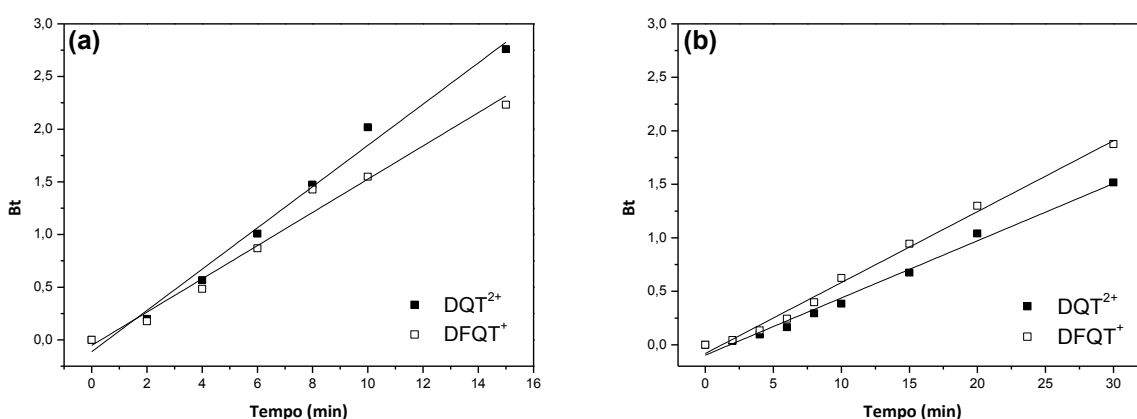 (a)
3,0
2,5
2,0
1,5
1,0
0,5
0,0
Bt
0 2 4 6 8 10 12 14 16
Tempo (min)
DQT²⁺
DFQT⁺
(b)
3,0
2,5
2,0
1,5
1,0
0,5
0,0
Bt
0 5 10 15 20 25 30
Tempo (min)
DQT²⁺
DFQT⁺